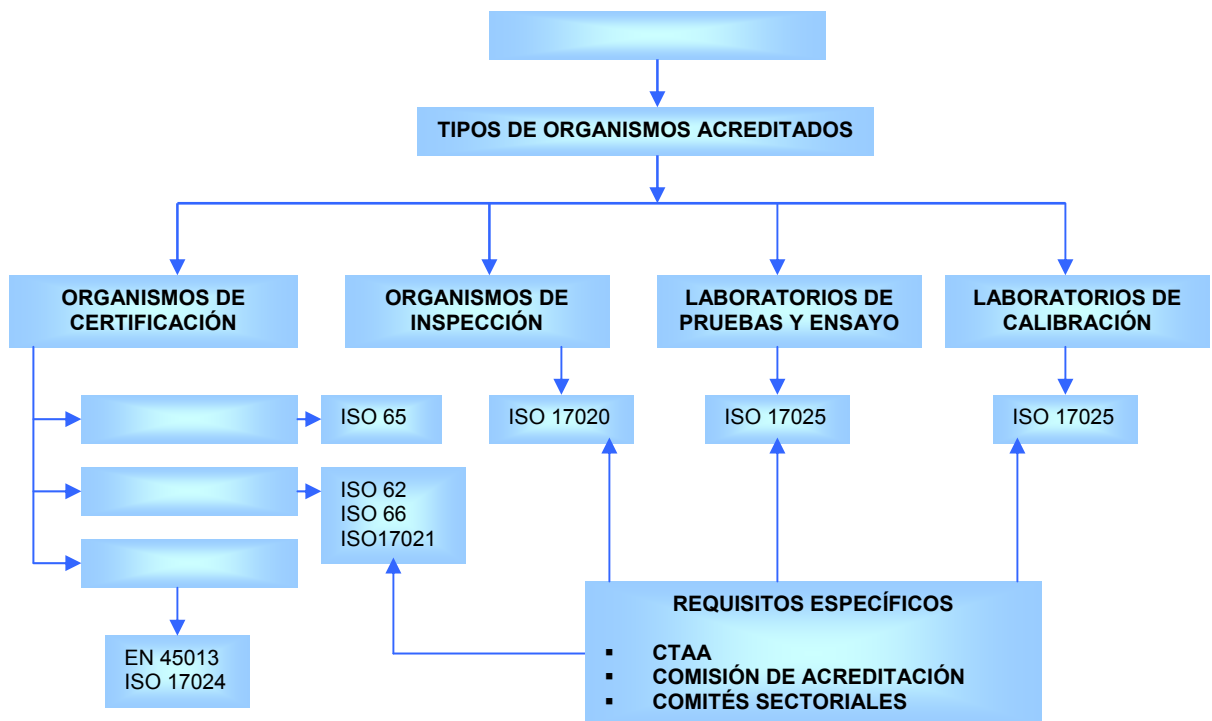 TIPOS DE ORGANISMOS ACREDITADOS
ORGANISMOS DE
CERTIFICACIÓN
ORGANISMOS DE
INSPECCIÓN
LABORATORIOS DE
PRUEBAS Y ENSAYO
LABORATORIOS DE
CALIBRACIÓN
ISO 65
ISO 17020
ISO 17025
ISO 17025
ISO 62
ISO 66
ISO17021
EN 45013
ISO 17024
REQUISITOS ESPECÍFICOS
▪ CTAA
▪ COMISIÓN DE ACREDITACIÓN
▪ COMITÉS SECTORIALES